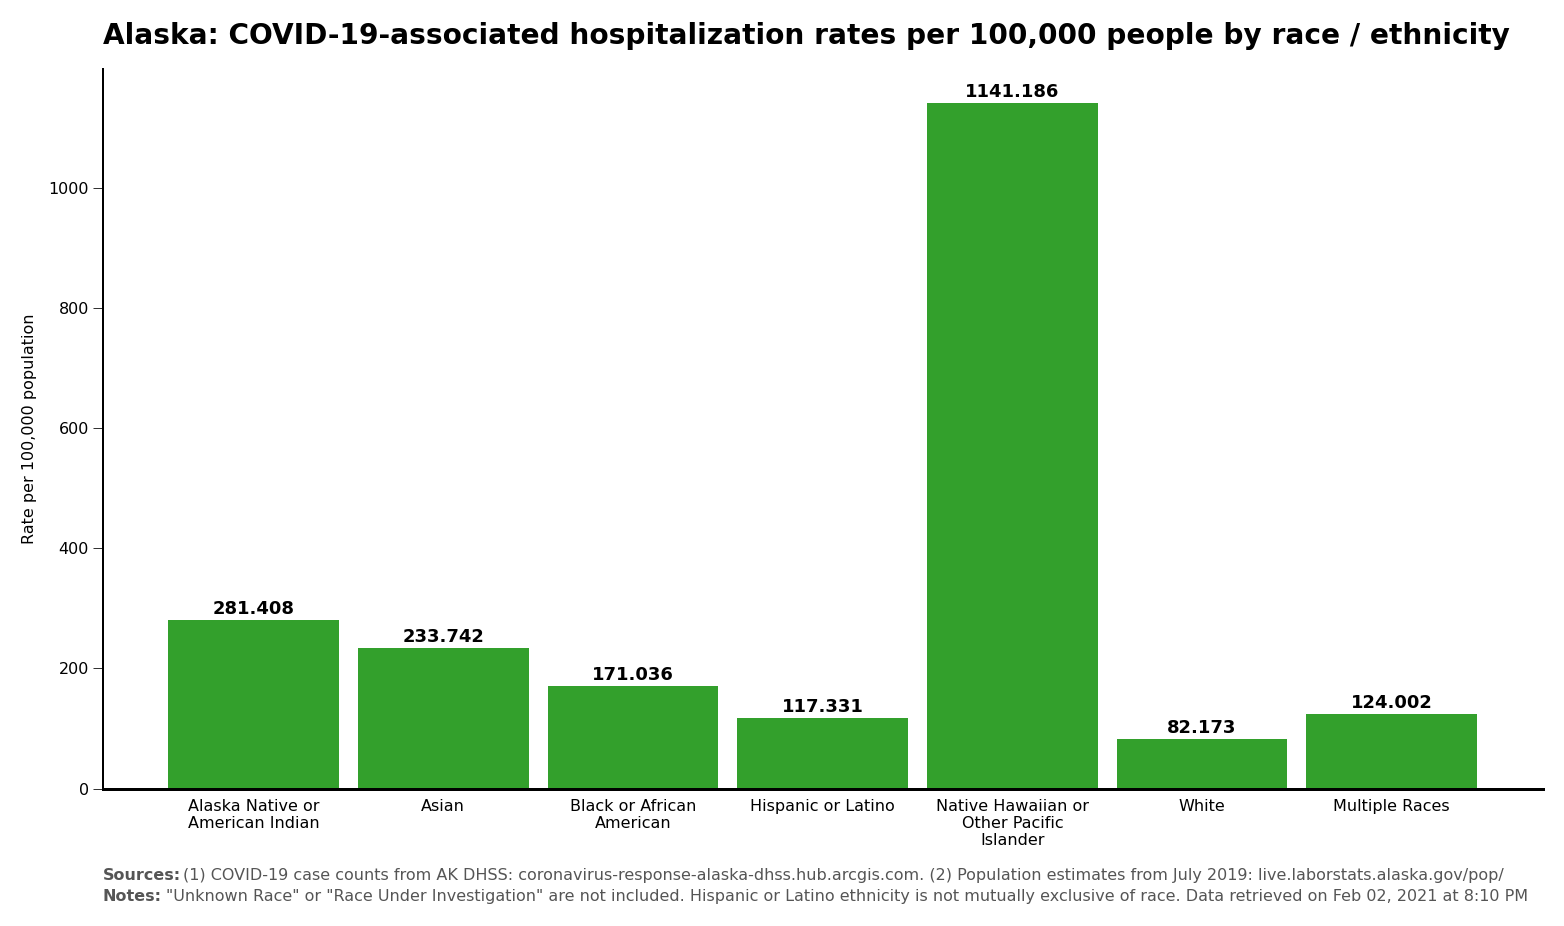 Alaska: COVID-19-associated hospitalization rates per 100,000 people by race / ethnicity
Rate per 100,000 population
1000
800
600
400
200
0
281.408
233.742
171.036
117.331
1141.186
82.173
124.002
Alaska Native or
American Indian
Asian
Black or African
American
Hispanic or Latino
Native Hawaiian or
Other Pacific
Islander
White
Multiple Races
Sources: (1) COVID-19 case counts from AK DHSS: coronavirus-response-alaska-dhss.hub.arcgis.com. (2) Population estimates from July 2019: live.laborstats.alaska.gov/pop/
Notes: "Unknown Race" or "Race Under Investigation" are not included. Hispanic or Latino ethnicity is not mutually exclusive of race. Data retrieved on Feb 02, 2021 at 8:10 PM